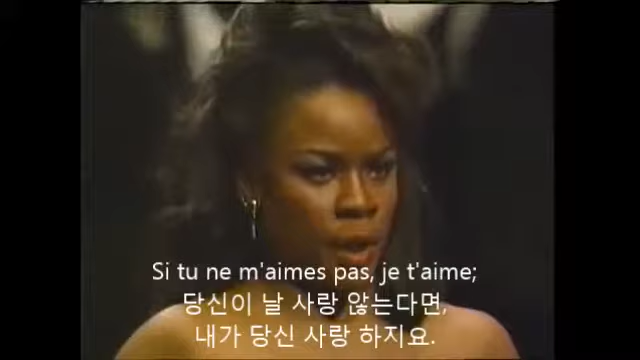 Si tu ne m'aimes pas, je t'aime;
당신이 날 사랑 않는다면,
내가 당신 사랑 하지요.